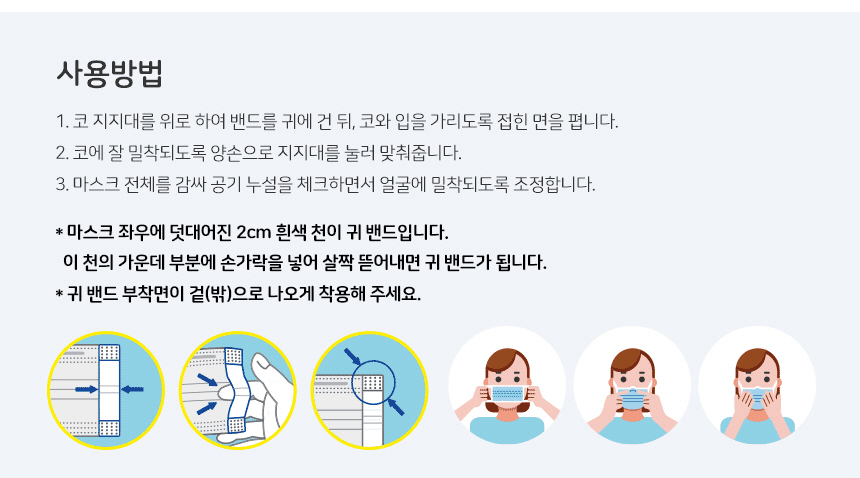 사용방법
1. 코 지지대를 위로 하여 밴드를 귀에 건 뒤, 코와 입을 가리도록 접힌 면을 폅니다.
2. 코에 잘 밀착되도록 양손으로 지지대를 눌러 맞춰줍니다.
3. 마스크 전체를 감싸 공기 누설을 체크하면서 얼굴에 밀착되도록 조정합니다.
* 마스크 좌우에 덧대어진 2cm 흰색 천이 귀 밴드입니다.
이 천의 가운데 부분에 손가락을 넣어 살짝 뜯어내면 귀 밴드가 됩니다.
* 귀 밴드 부착면이 겉(밖)으로 나오게 착용해 주세요.